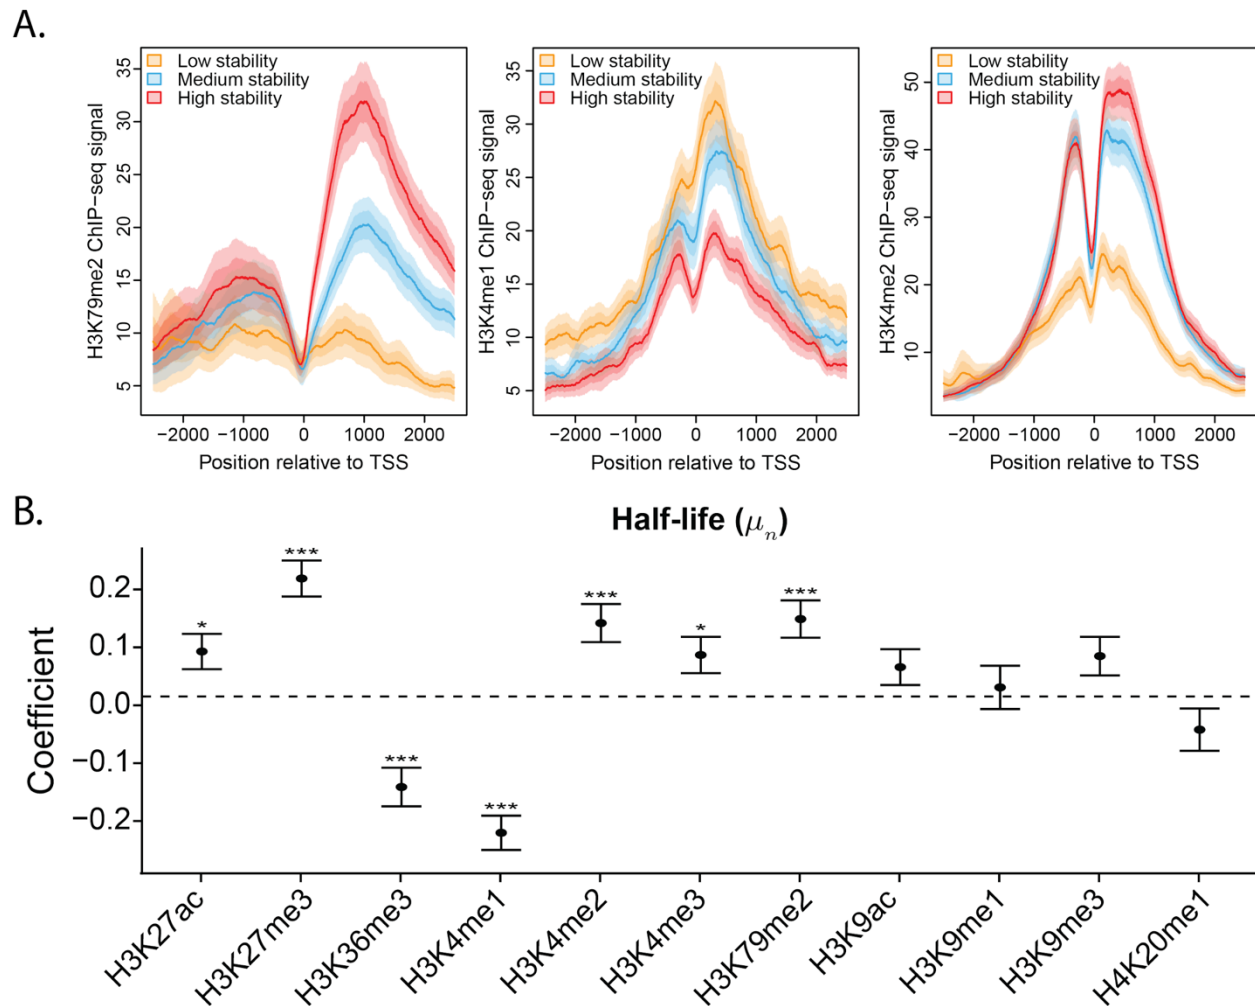 A.
Low stability
Medium stability
High stability
H3K79me2 ChIP−seq signal
35
30
25
20
15
10
5
−2000 −1000 0 1000 2000
Position relative to TSS
Low stability
Medium stability
High stability
H3K4me1 ChIP−seq signal
35
30
25
20
15
10
5
−2000 −1000 0 1000 2000
Position relative to TSS
Low stability
Medium stability
High stability
H3K4me2 ChIP−seq signal
50
40
30
20
10
−2000 −1000 0 1000 2000
Position relative to TSS
B.
Half-life (μn)
Coefficient
0.2
0.1
0.0
−0.1
−0.2
*
***
***
***
***
*
***
H3K27ac
H3K27me3
H3K36me3
H3K4me1
H3K4me2
H3K4me3
H3K79me2
H3K9ac
H3K9me1
H3K9me3
H4K20me1